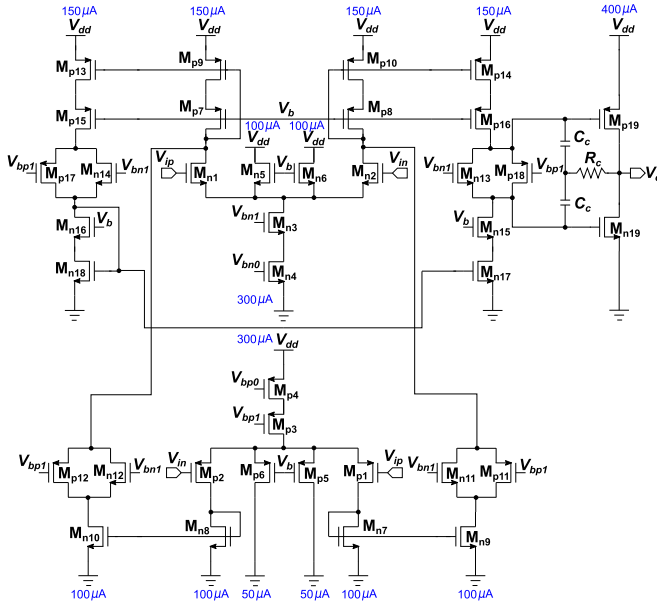 150µA 150µA 150µA 150µA 400µA
Vdd Vdd Vdd Vdd Vdd
Mp13 Mp9 Mp10 Mp14
Mp15 Mp7 Vb Mp8 Mp16 Mp19
100µA 100µA
Vdd Vdd
Cc
Vbp1 Mp17 Mn14 Vbn1 Vip Mn1 Mn5 Vb Mn6 Mn2 Vin Vbn1 Mn13 Mp18 Vbp1 Rc
Cc
Mn16 Vb Vbn1 Mn3 Vb Mn15 Mn19
Mn18 Vbn0 Mn4 Mn17
300µA
300µA
Vdd
Vbp0 Mp4
Vbp1 Mp3
Vbp1 Mp12 Mn12 Vbn1 Vin Mp2 Mp6 Vb Mp5 Mp1 Vip Vbn1 Mn11 Mp11 Vbp1
Mn10 Mn8 Mn7 Mn9
100µA 100µA 50µA 50µA 100µA 100µA